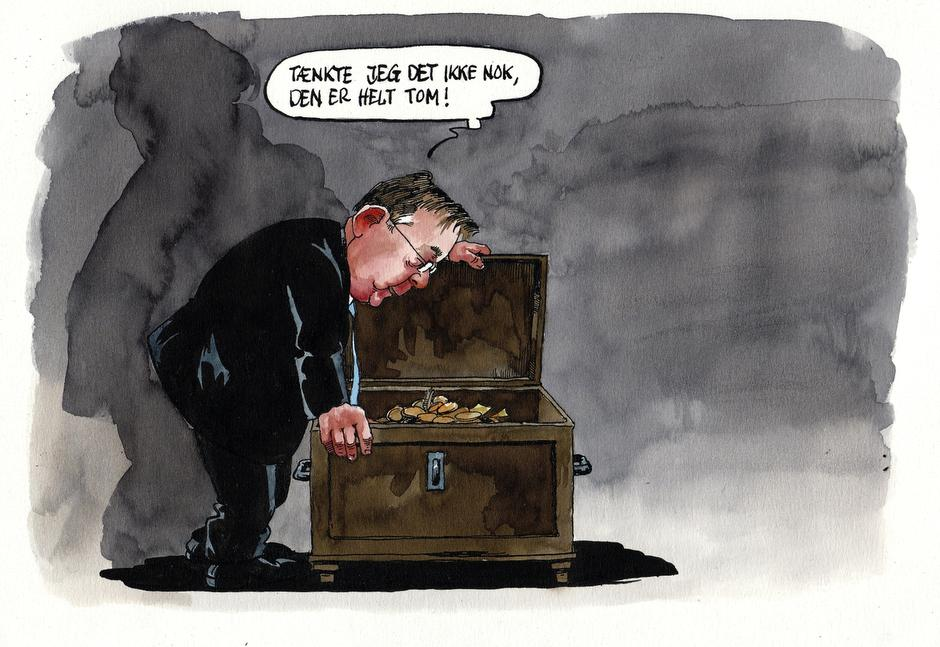 TÆNKTE JEG DET IKKE NOK,
DEN ER HELT TOM!